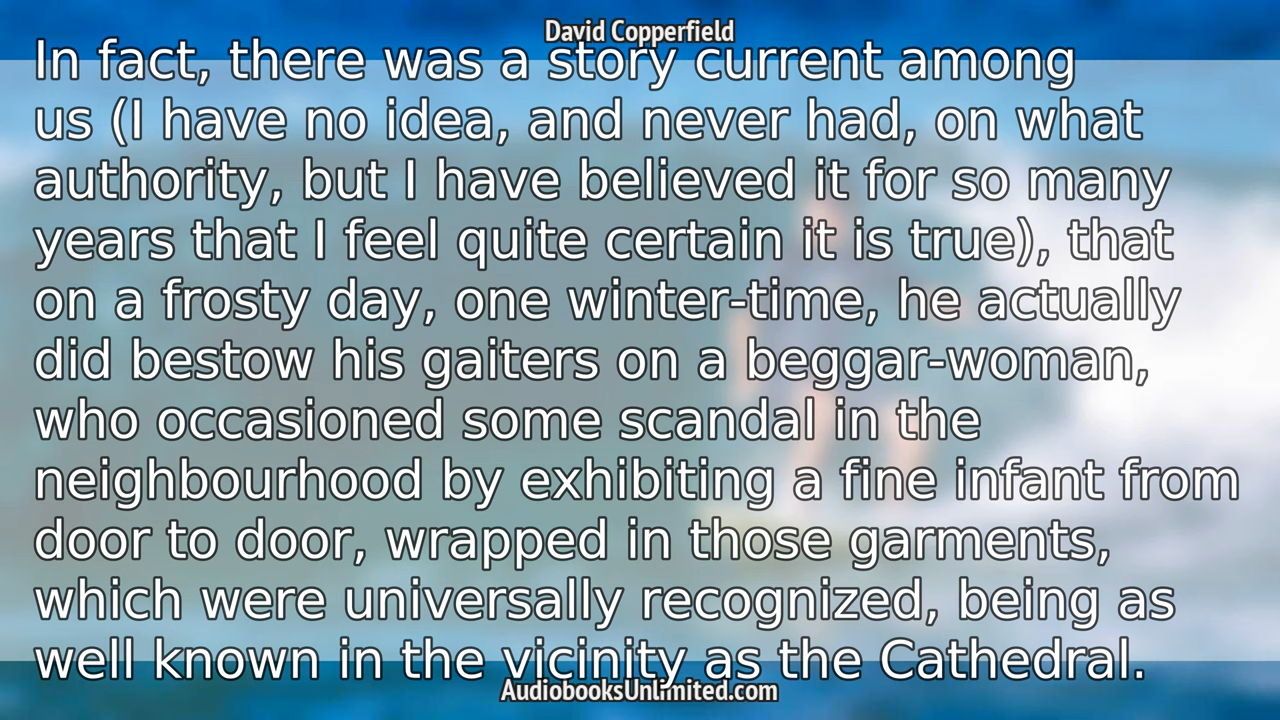 David Copperfield
In fact, there was a story current among
us (I have no idea, and never had, on what
authority, but I have believed it for so many
years that I feel quite certain it is true), that
on a frosty day, one winter-time, he actually
did bestow his gaiters on a beggar-woman,
who occasioned some scandal in the
neighbourhood by exhibiting a fine infant from
door to door, wrapped in those garments,
which were universally recognized, being as
well known in the vicinity as the Cathedral.
AudiobooksUnlimited.com